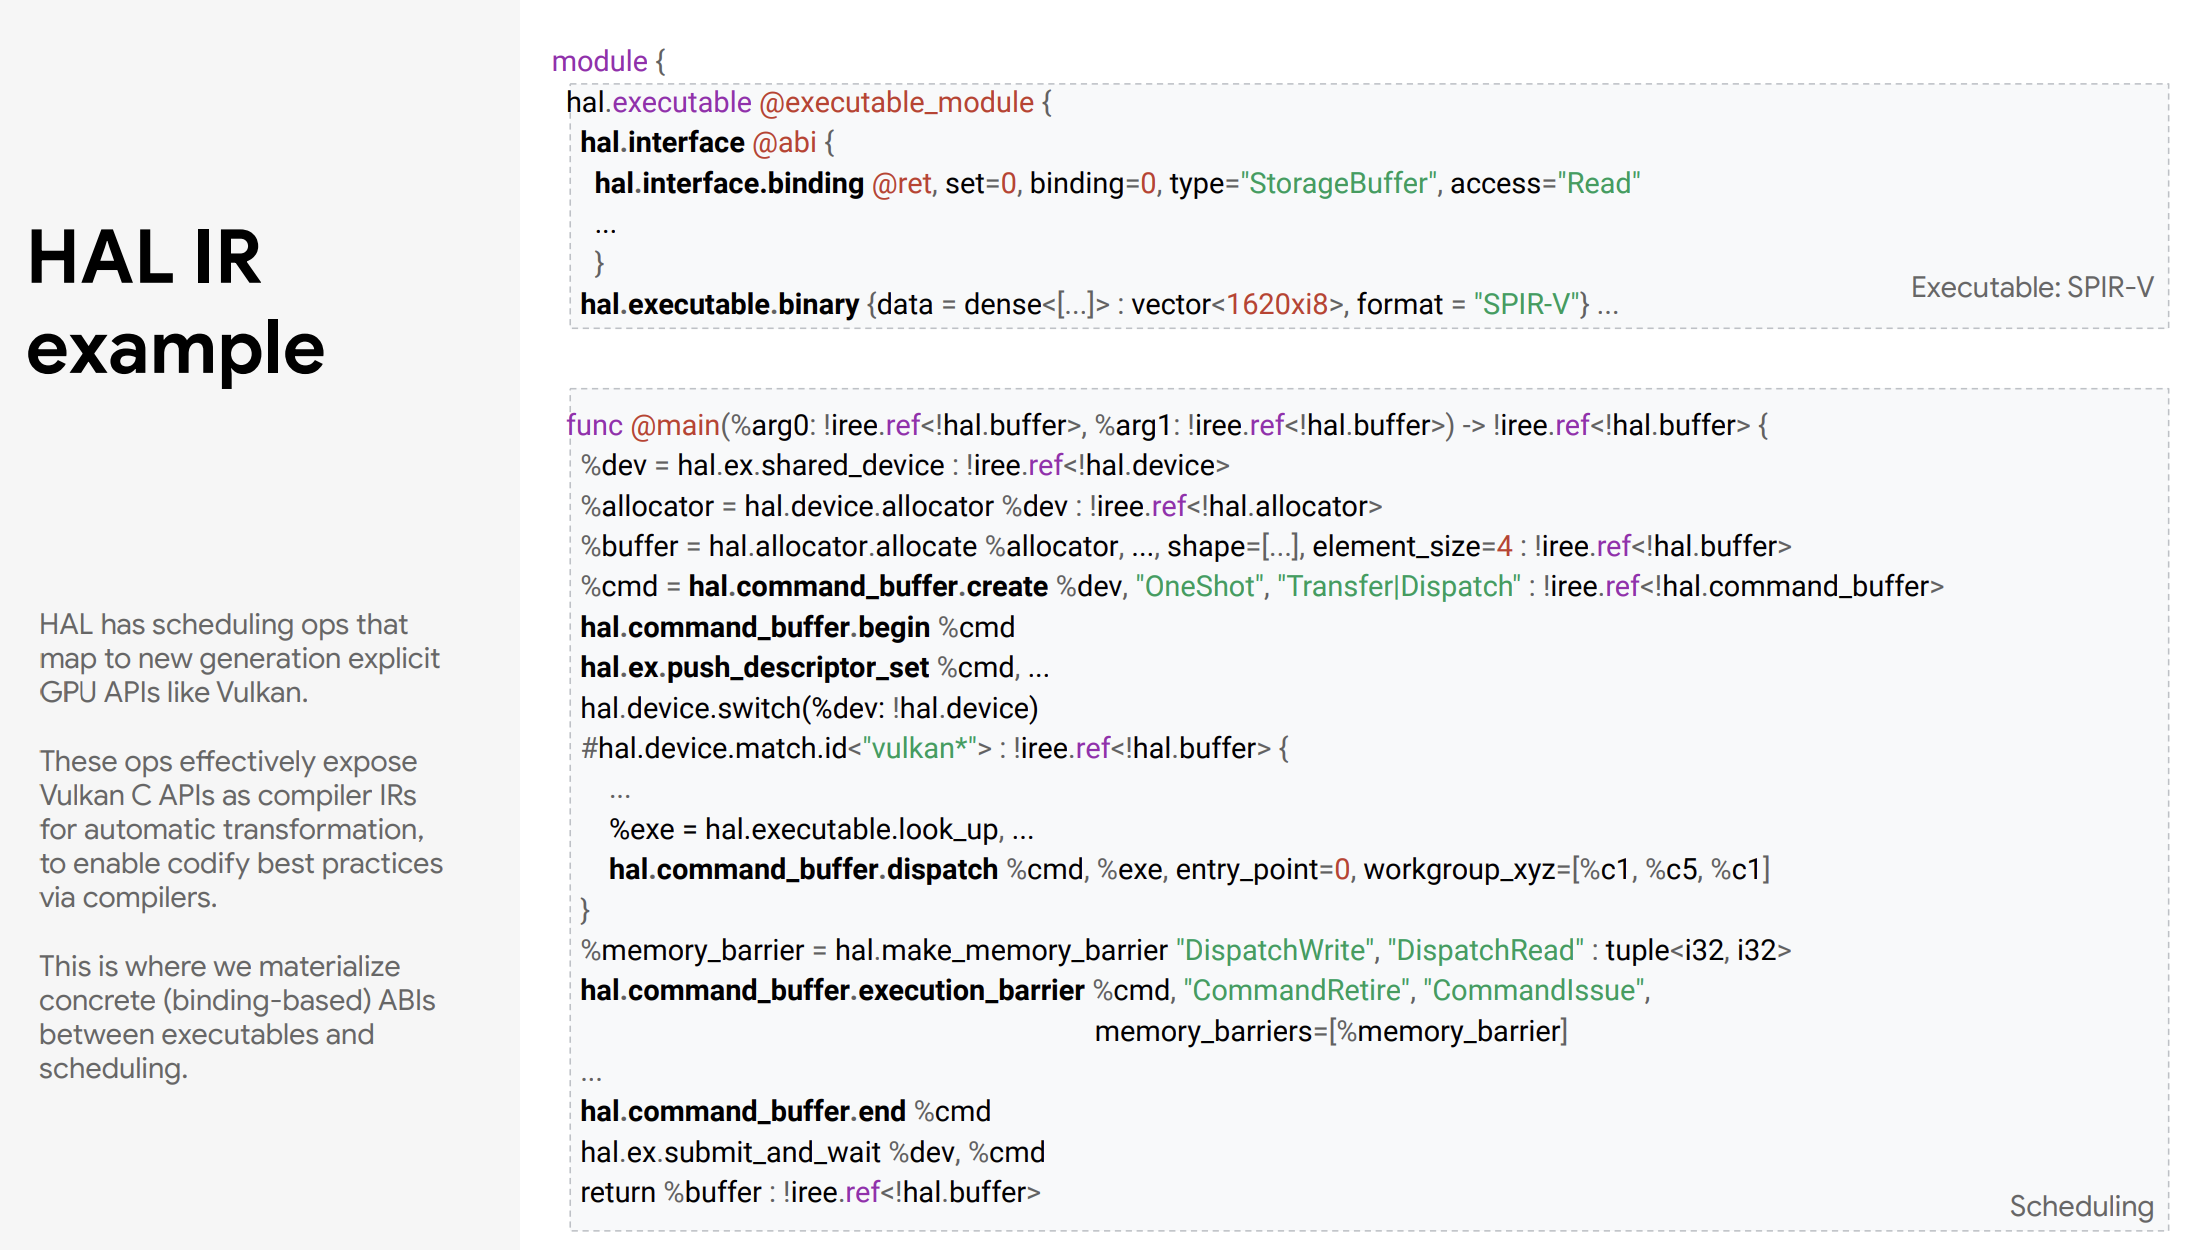 HAL IR
example
HAL has scheduling ops that
map to new generation explicit
GPU APIs like Vulkan.
These ops effectively expose
Vulkan C APIs as compiler IRs
for automatic transformation,
to enable codify best practices
via compilers.
This is where we materialize
concrete (binding-based) ABIs
between executables and
scheduling.
module {
hal.executable @executable_module {
hal.interface @abi {
hal.interface.binding @ret, set=0, binding=0, type="StorageBuffer", access="Read"
...
}
hal.executable.binary {data = dense<[...]> : vector<1620xi8>, format = "SPIR-V"} ...
Executable: SPIR-V
func @main(%arg0: !iree.ref<!hal.buffer>, %arg1: !iree.ref<!hal.buffer>) -> !iree.ref<!hal.buffer> {
%dev = hal.ex.shared_device : !iree.ref<!hal.device>
%allocator = hal.device.allocator %dev : !iree.ref<!hal.allocator>
%buffer = hal.allocator.allocate %allocator, ..., shape=[...], element_size=4 : !iree.ref<!hal.buffer>
%cmd = hal.command_buffer.create %dev, "OneShot", "Transfer|Dispatch" : !iree.ref<!hal.command_buffer>
hal.command_buffer.begin %cmd
hal.ex.push_descriptor_set %cmd, ...
hal.device.switch(%dev: !hal.device)
#hal.device.match.id<"vulkan*"> : !iree.ref<!hal.buffer> {
...
%exe = hal.executable.look_up, ...
hal.command_buffer.dispatch %cmd, %exe, entry_point=0, workgroup_xyz=[%c1, %c5, %c1]
}
%memory_barrier = hal.make_memory_barrier "DispatchWrite", "DispatchRead" : tuple<i32, i32>
hal.command_buffer.execution_barrier %cmd, "CommandRetire", "CommandIssue",
memory_barriers=[%memory_barrier]
...
hal.command_buffer.end %cmd
hal.ex.submit_and_wait %dev, %cmd
return %buffer : !iree.ref<!hal.buffer>
Scheduling